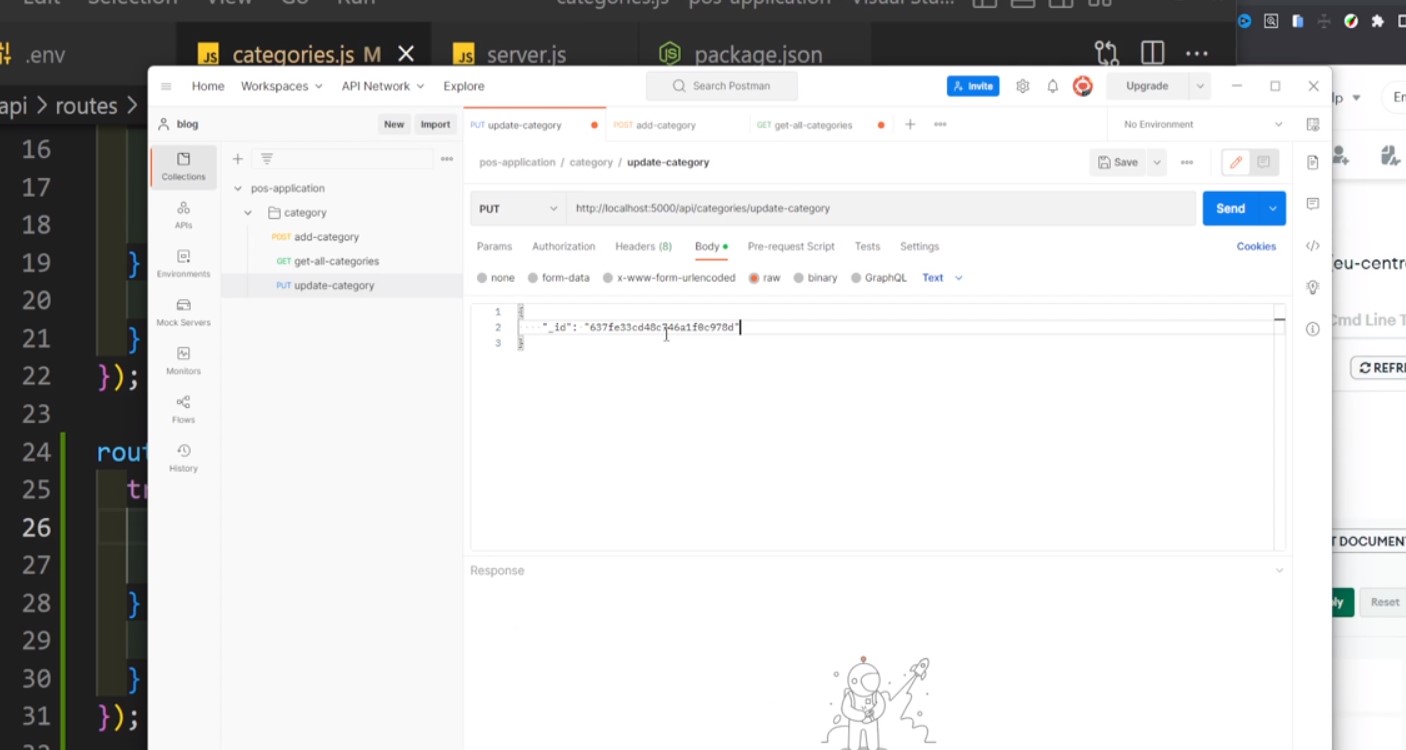 Edit Selection View Go Run categories.js - pos-application - Visual Stu...
.env JS categories.js M JS server.js JS package.json
api > routes >
16
17
18
19 }
20
21 }
22 });
23
24 rout
25 tr
26
27
28 }
29
30 }
31 });
Home Workspaces API Network Explore Search Postman Invite Upgrade
blog New Import
PUT update-category POST add-category GET get-all-categories No Environment
Collections
APIs
Environments
Mock Servers
Monitors
Flows
History
pos-application
category
POST add-category
GET get-all-categories
PUT update-category
pos-application / category / update-category Save
PUT http://localhost:5000/api/categories/update-category Send
Params Authorization Headers (8) Body Pre-request Script Tests Settings Cookies
none form-data x-www-form-urlencoded raw binary GraphQL Text
1
2 "_id": "637fe33cd48c746a1f0c978d"
3
Response
lp
En
(eu-centr
Cmd Line T
REFRE
T DOCUMENT
ly Reset